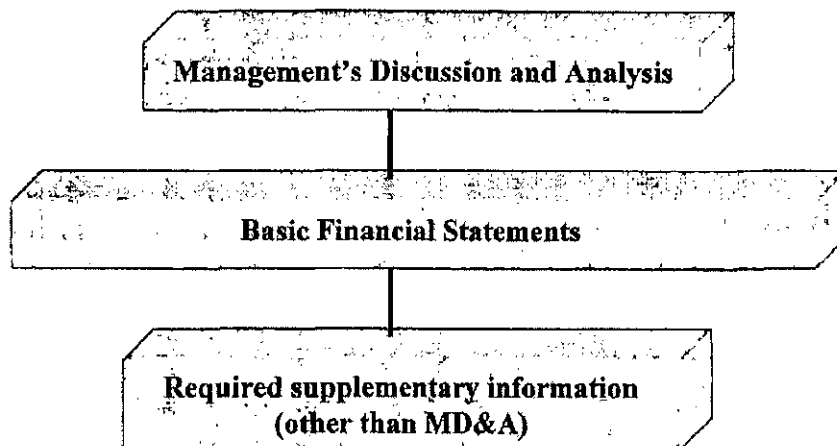 Management's Discussion and Analysis
Basic Financial Statements
Required supplementary information
(other than MD&A)